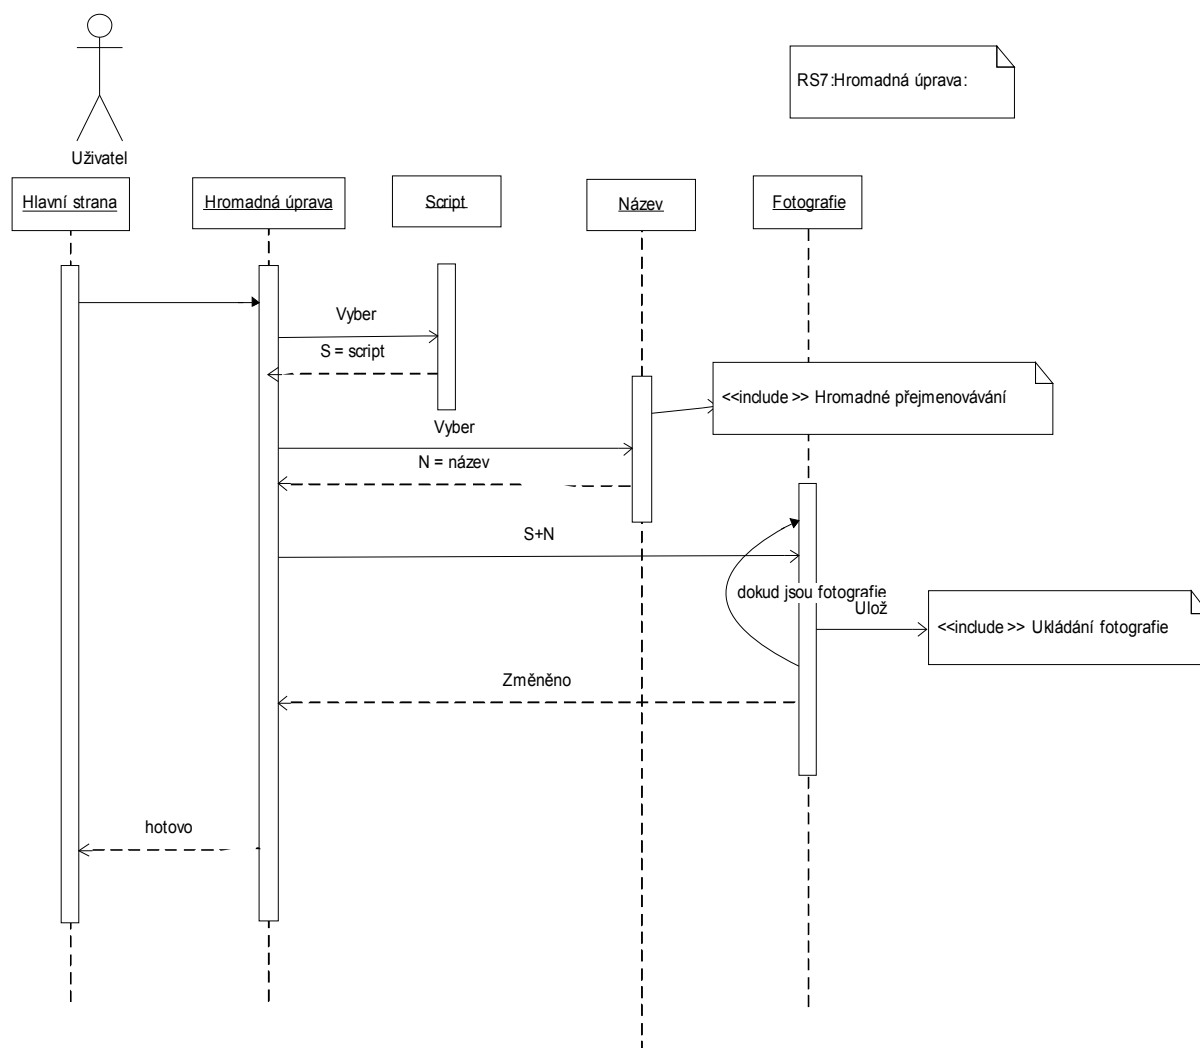 RS7:Hromadná úprava:
Uživatel
Hlavní strana
Hromadná úprava
Script
Název
Fotografie
Vyber
S = script
<<include >> Hromadné přejmenovávání
Vyber
N = název
S+N
dokud jsou fotografie
Ulož
<<include >> Ukládání fotografie
Změněno
hotovo